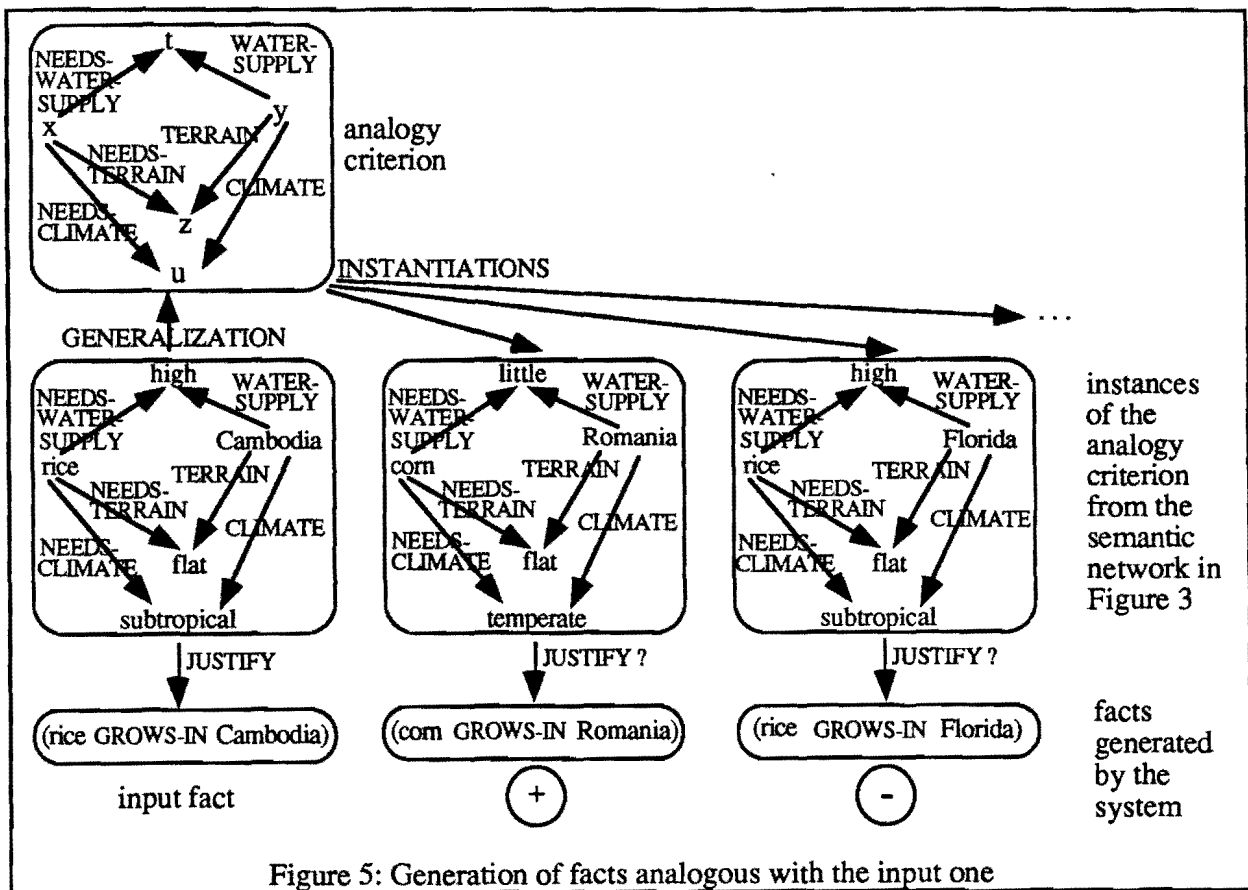 t
NEEDS-
WATER-
SUPPLY
WATER-
SUPPLY
x
y
TERRAIN
NEEDS-
TERRAIN
CLIMATE
NEEDS-
CLIMATE
z
u
analogy
criterion
INSTANTIATIONS
. . .
GENERALIZATION
high
NEEDS-
WATER-
SUPPLY
WATER-
SUPPLY
Cambodia
rice
TERRAIN
NEEDS-
TERRAIN
CLIMATE
NEEDS-
CLIMATE
flat
subtropical
little
NEEDS-
WATER-
SUPPLY
WATER-
SUPPLY
Romania
corn
TERRAIN
NEEDS-
TERRAIN
CLIMATE
NEEDS-
CLIMATE
flat
temperate
high
NEEDS-
WATER-
SUPPLY
WATER-
SUPPLY
Florida
rice
TERRAIN
NEEDS-
TERRAIN
CLIMATE
NEEDS-
CLIMATE
flat
subtropical
instances
of the
analogy
criterion
from the
semantic
network in
Figure 3
JUSTIFY
JUSTIFY ?
JUSTIFY ?
(rice GROWS-IN Cambodia)
(corn GROWS-IN Romania)
(rice GROWS-IN Florida)
facts
generated
by the
system
input fact
+
-
Figure 5: Generation of facts analogous with the input one